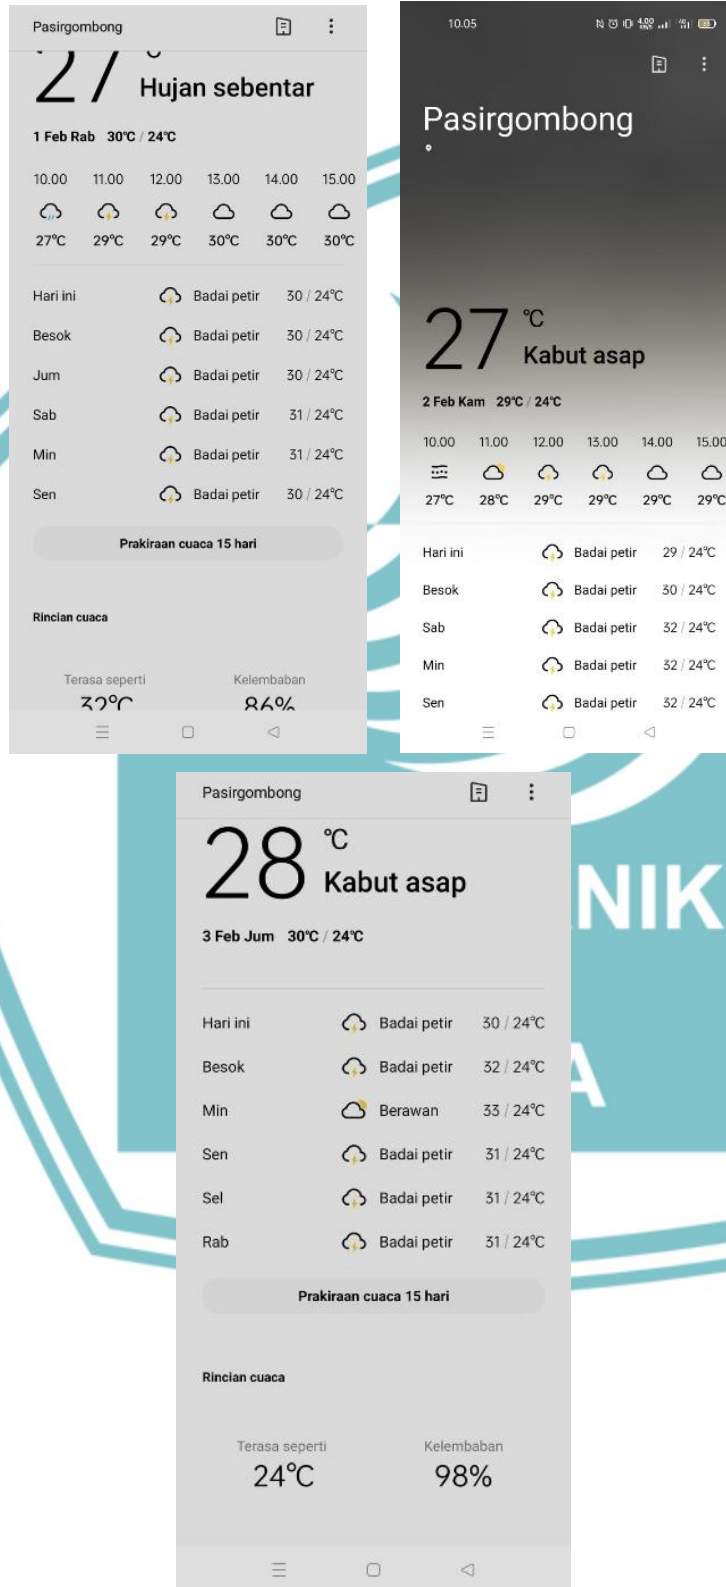 Pasirgombong
27 °C
Hujan sebentar
1 Feb Rab 30°C / 24°C
10.00 11.00 12.00 13.00 14.00 15.00
27°C 29°C 29°C 30°C 30°C 30°C
Hari ini Badai petir 30 / 24°C
Besok Badai petir 30 / 24°C
Jum Badai petir 30 / 24°C
Sab Badai petir 31 / 24°C
Min Badai petir 31 / 24°C
Sen Badai petir 30 / 24°C
Prakiraan cuaca 15 hari
Rincian cuaca
Terasa seperti Kelembaban
32°C 86%
10.05
Pasirgombong
27 °C
Kabut asap
2 Feb Kam 29°C / 24°C
10.00 11.00 12.00 13.00 14.00 15.00
27°C 28°C 29°C 29°C 29°C 29°C
Hari ini Badai petir 29 / 24°C
Besok Badai petir 30 / 24°C
Sab Badai petir 32 / 24°C
Min Badai petir 32 / 24°C
Sen Badai petir 32 / 24°C
Pasirgombong
28 °C
Kabut asap
3 Feb Jum 30°C / 24°C
Hari ini Badai petir 30 / 24°C
Besok Badai petir 32 / 24°C
Min Berawan 33 / 24°C
Sen Badai petir 31 / 24°C
Sel Badai petir 31 / 24°C
Rab Badai petir 31 / 24°C
Prakiraan cuaca 15 hari
Rincian cuaca
Terasa seperti Kelembaban
24°C 98%
NIK
A